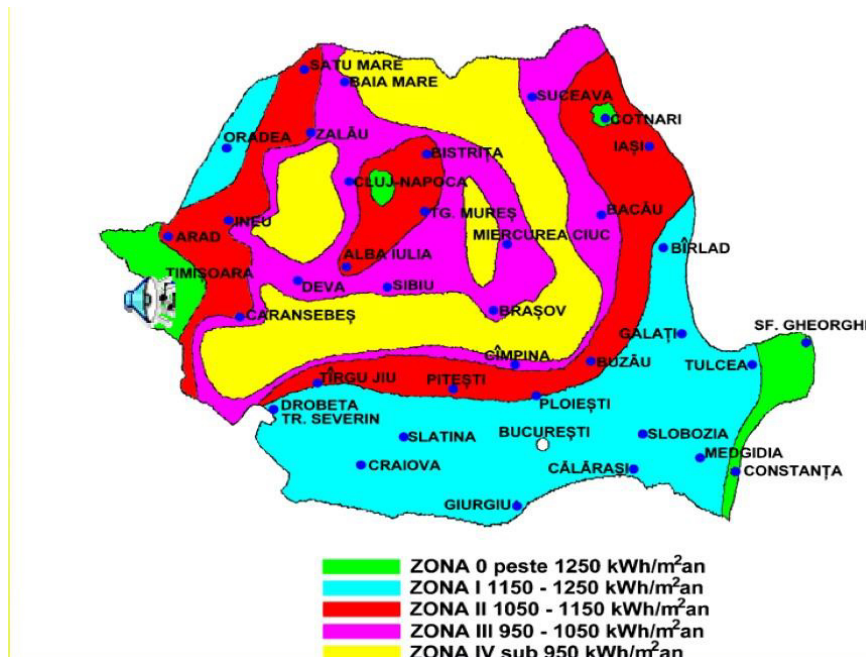 SATU MARE
BAIA MARE
SUCEAVA
COTNARI
ORADEA
ZALĂU
IAȘI
BISTRIȚA
CLUJ-NAPOCA
TG. MUREȘ
BACĂU
INEU
ARAD
MIERCUREA CIUC
BÎRLAD
ALBA IULIA
TIMIȘOARA
DEVA
SIBIU
CARANSEBEȘ
BRAȘOV
GALAȚI
SF. GHEORGHE
CÎMPINA
BUZĂU
TULCEA
TÎRGU JIU
PITEȘTI
PLOIEȘTI
DROBETA
TR. SEVERIN
SLATINA
BUCUREȘTI
SLOBOZIA
MEDGIDIA
CRAIOVA
CĂLĂRAȘI
CONSTANȚA
GIURGIU
ZONA 0 peste 1250 kWh/m²an
ZONA I 1150 - 1250 kWh/m²an
ZONA II 1050 - 1150 kWh/m²an
ZONA III 950 - 1050 kWh/m²an
ZONA IV sub 950 kWh/m²an